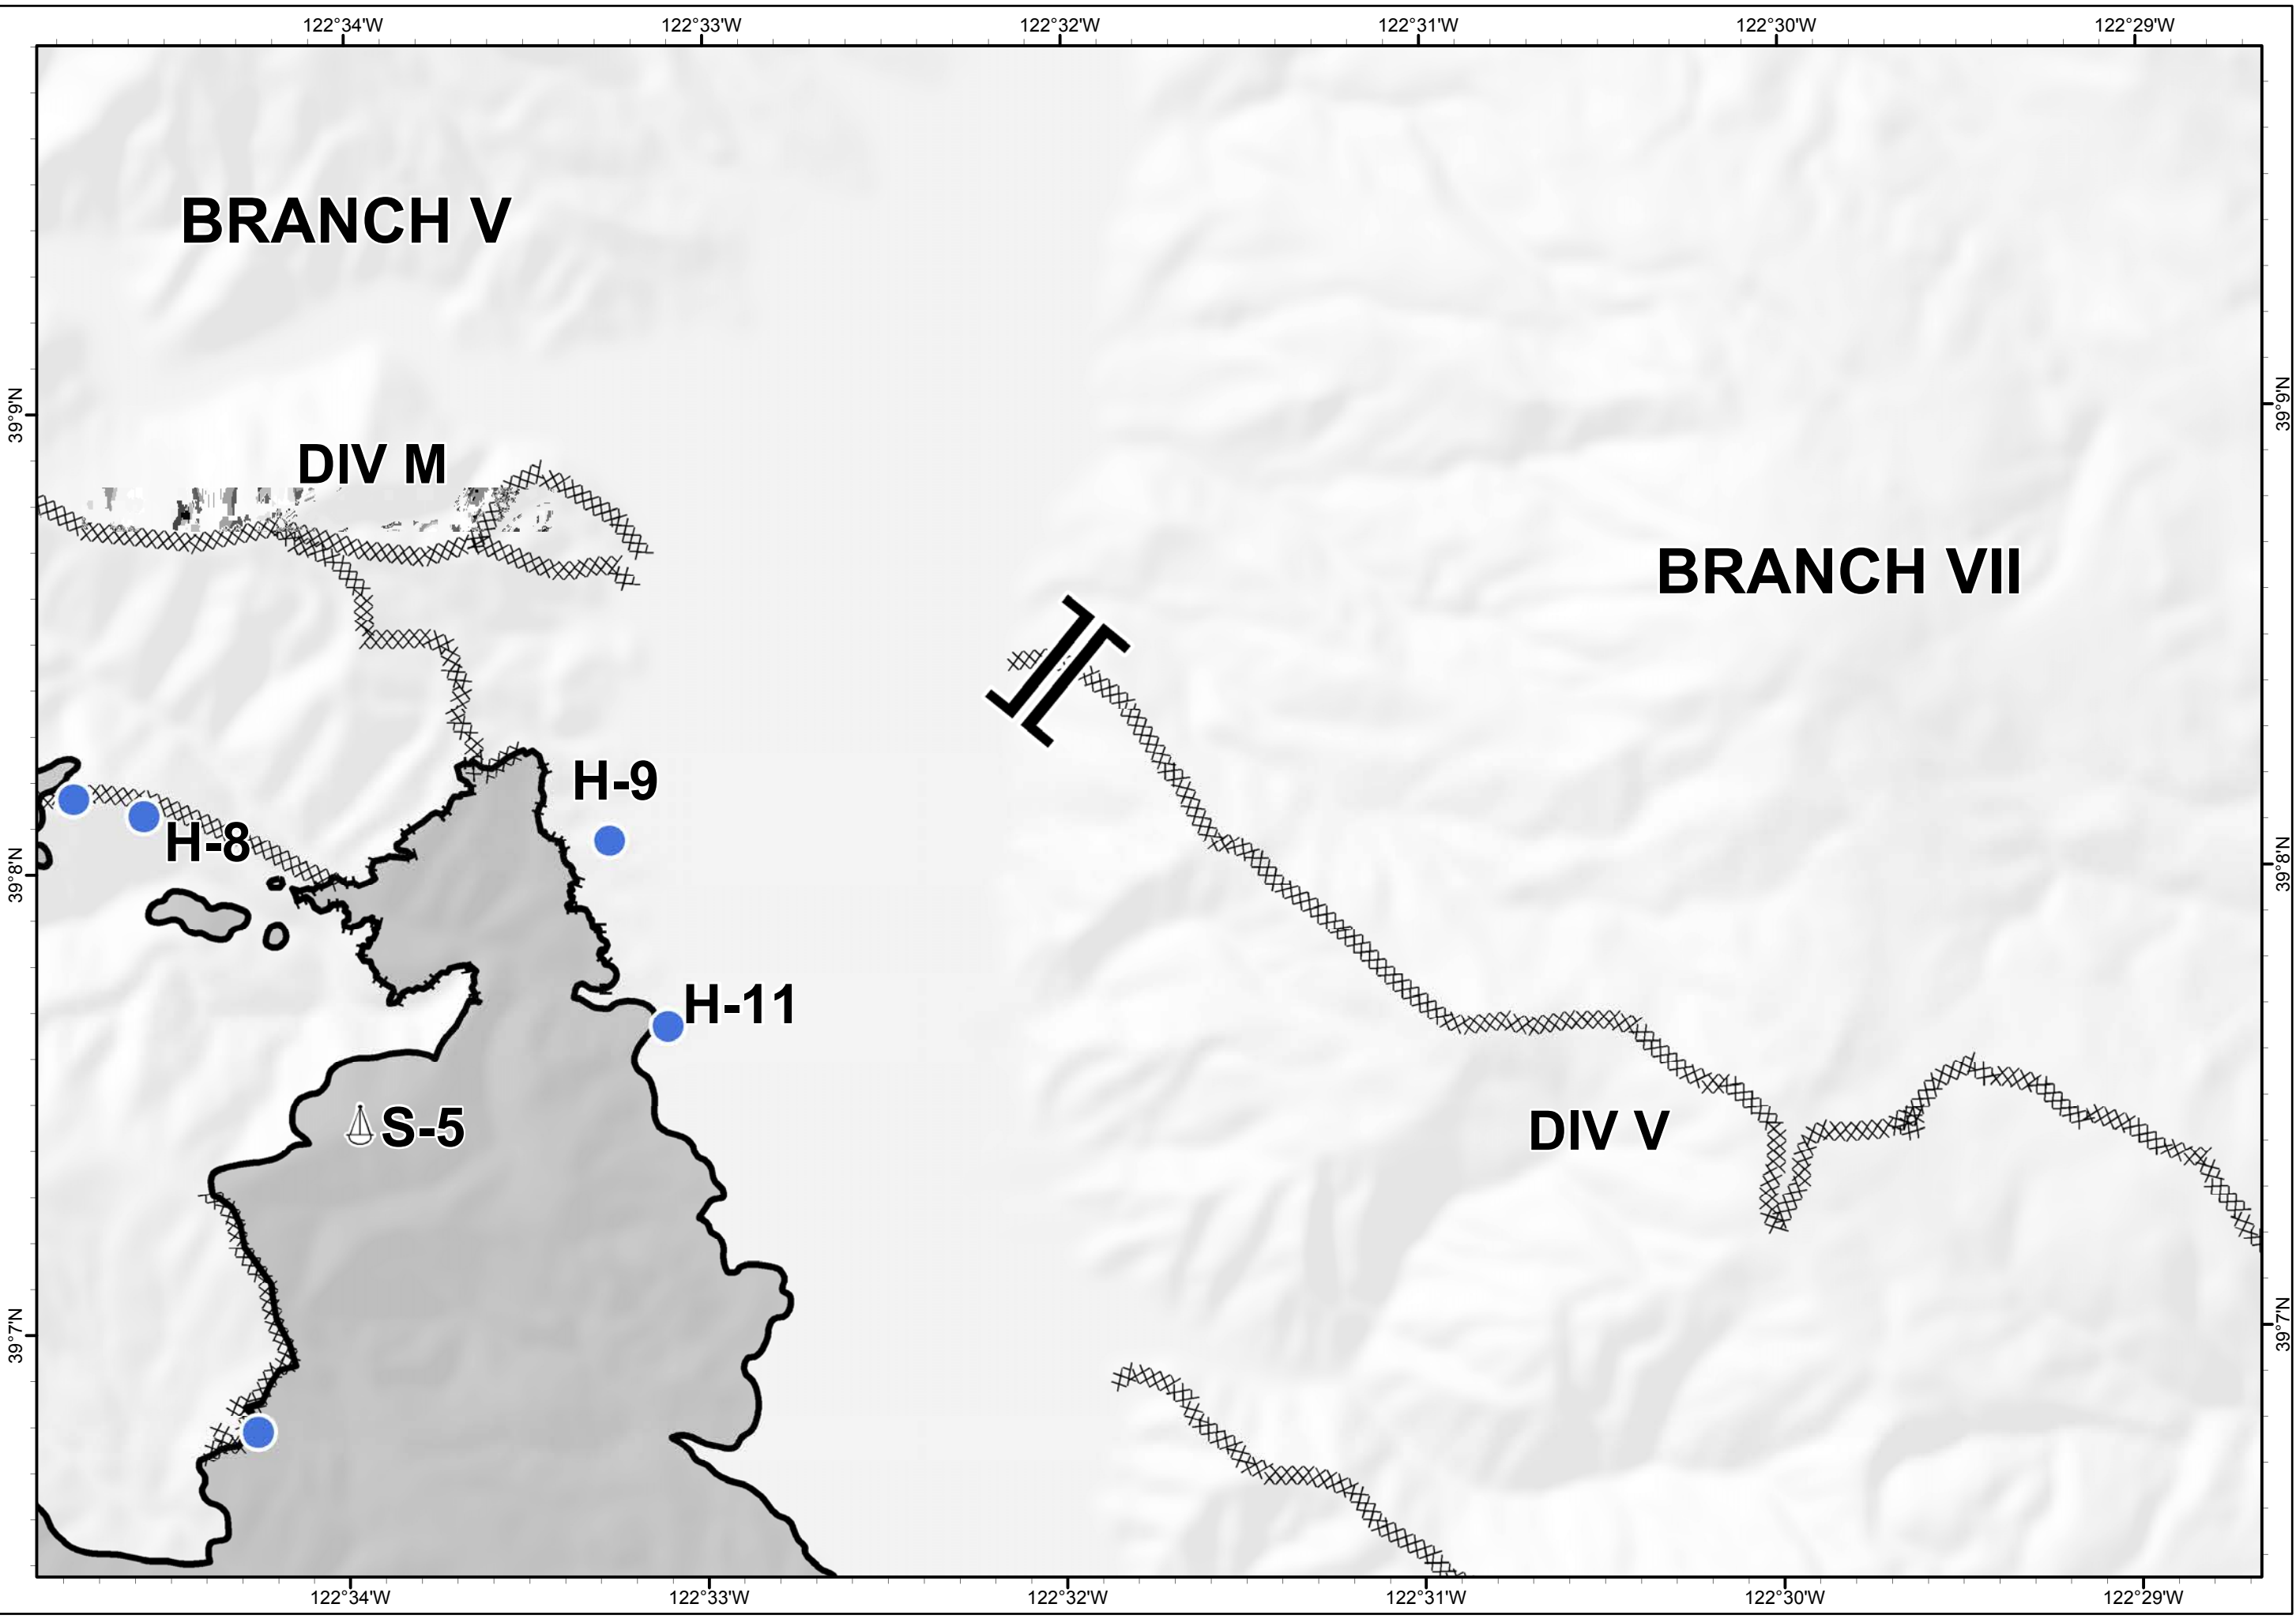 122°34'W 122°33'W 122°32'W 122°31'W 122°30'W 122°29'W
BRANCH V
39°9'N 39°9'N
DIV M
BRANCH VII
H-9
H-8
39°8'N 39°8'N
H-11
S-5
DIV V
39°7'N 39°7'N
122°34'W 122°33'W 122°32'W 122°31'W 122°30'W 122°29'W